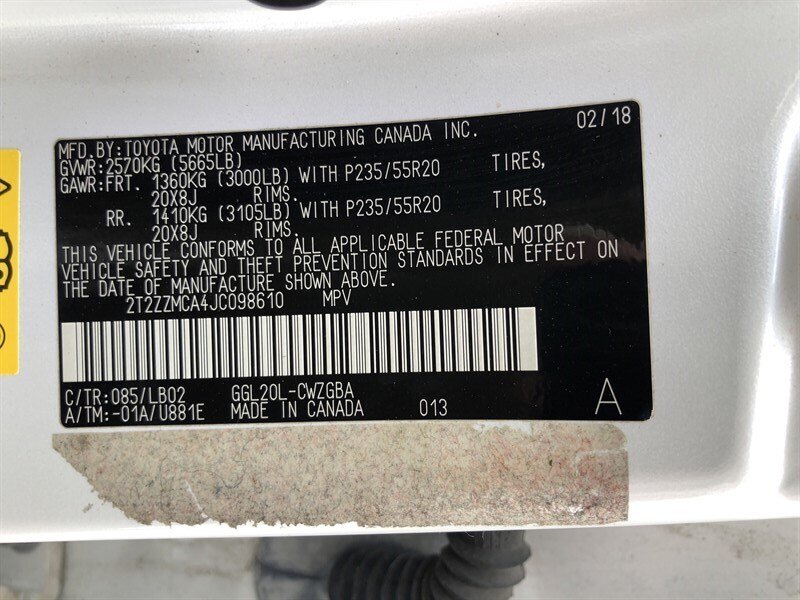 MFD.BY:TOYOTA MOTOR MANUFACTURING CANADA INC. 02/18
GVWR:2570KG (5665LB)
GAWR:FRT. 1360KG (3000LB) WITH P235/55R20 TIRES,
20X8J RIMS.
RR. 1410KG (3105LB) WITH P235/55R20 TIRES,
20X8J RIMS.
THIS VEHICLE CONFORMS TO ALL APPLICABLE FEDERAL MOTOR
VEHICLE SAFETY AND THEFT PREVENTION STANDARDS IN EFFECT ON
THE DATE OF MANUFACTURE SHOWN ABOVE.
2T2ZZMCA4JC098610 MPV
C/TR:085/LB02 GGL20L-CWZGBA
A/TM:-01A/U881E MADE IN CANADA 013 A